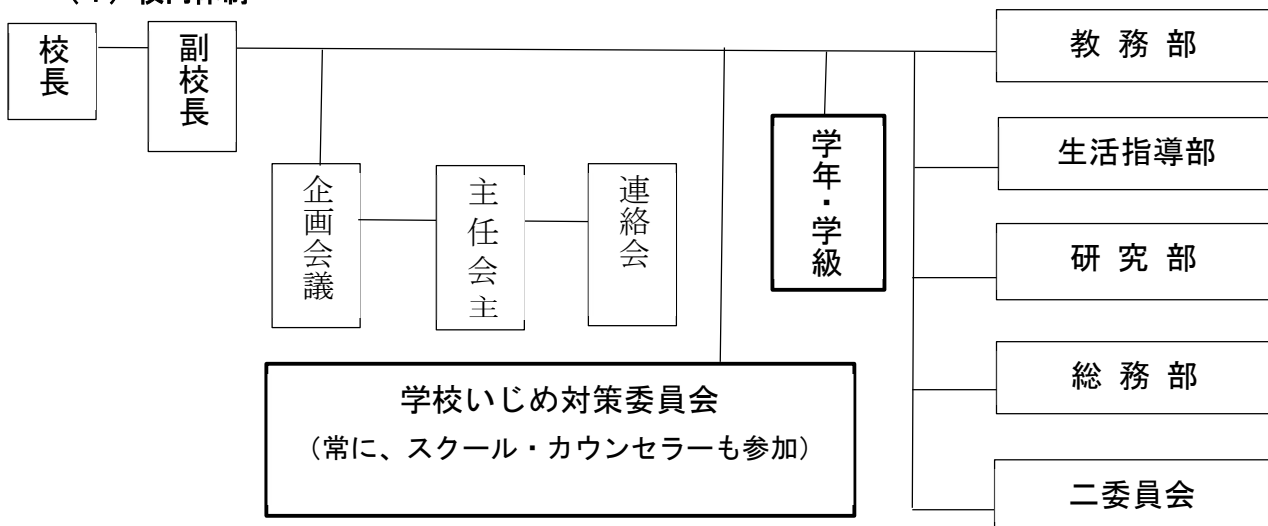 校長
副校長
教 務 部
学年・学級
生活指導部
企画会議
主任会主
連絡会
研 究 部
総 務 部
学校いじめ対策委員会
(常に、スクール・カウンセラーも参加)
二委員会